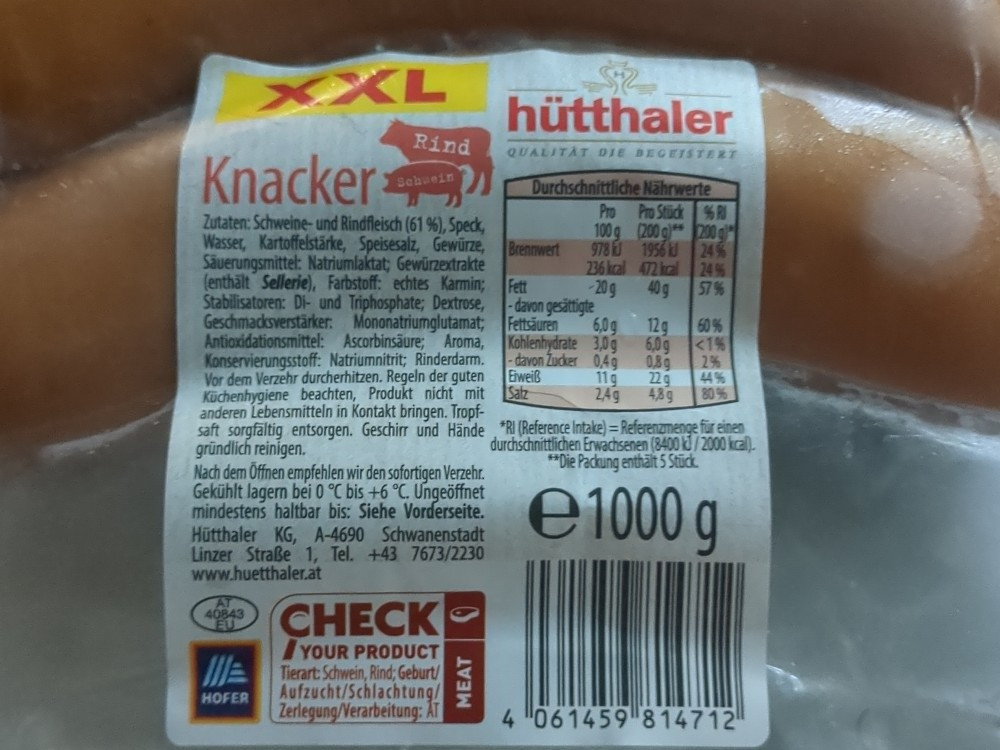 XXL
Knacker
Rind
Schwein
Zutaten: Schweine- und Rindfleisch (61 %), Speck,
Wasser, Kartoffelstärke, Speisesalz, Gewürze,
Säuerungsmittel: Natriumlaktat; Gewürzextrakte
(enthält Sellerie), Farbstoff: echtes Karmin;
Stabilisatoren: Di- und Triphosphate; Dextrose,
Geschmacksverstärker: Mononatriumglutamat;
Antioxidationsmittel: Ascorbinsäure; Aroma,
Konservierungsstoff: Natriumnitrit; Rinderdarm.
Vor dem Verzehr durcherhitzen. Regeln der guten
Küchenhygiene beachten, Produkt nicht mit
anderen Lebensmitteln in Kontakt bringen. Tropf-
saft sorgfältig entsorgen. Geschirr und Hände
gründlich reinigen.
Nach dem Öffnen empfehlen wir den sofortigen Verzehr.
Gekühlt lagern bei 0 °C bis +6 °C. Ungeöffnet
mindestens haltbar bis: Siehe Vorderseite.
Hütthaler KG, A-4690 Schwanenstadt
Linzer Straße 1, Tel. +43 7673/2230
www.huetthaler.at
AT
40843
EU
HOFER
CHECK
YOUR PRODUCT
Tierart: Schwein, Rind; Geburt/
Aufzucht/Schlachtung/
Zerlegung/Verarbeitung: AT
MEAT
H
hütthaler
QUALITÄT DIE BEGEISTERT
Durchschnittliche Nährwerte
Pro Pro Stück % RI
100 g (200 g)** (200 g)*
Brennwert 978 kJ 1956 kJ 24 %
236 kcal 472 kcal 24 %
Fett 20 g 40 g 57 %
- davon gesättigte
Fettsäuren 6,0 g 12 g 60 %
Kohlenhydrate 3,0 g 6,0 g <1 %
- davon Zucker 0,4 g 0,8 g 2 %
Eiweiß 11 g 22 g 44 %
Salz 2,4 g 4,8 g 80 %
*RI (Reference Intake) = Referenzmenge für einen
durchschnittlichen Erwachsenen (8400 kJ / 2000 kcal).
**Die Packung enthält 5 Stück.
e 1000 g
4 061459 814712